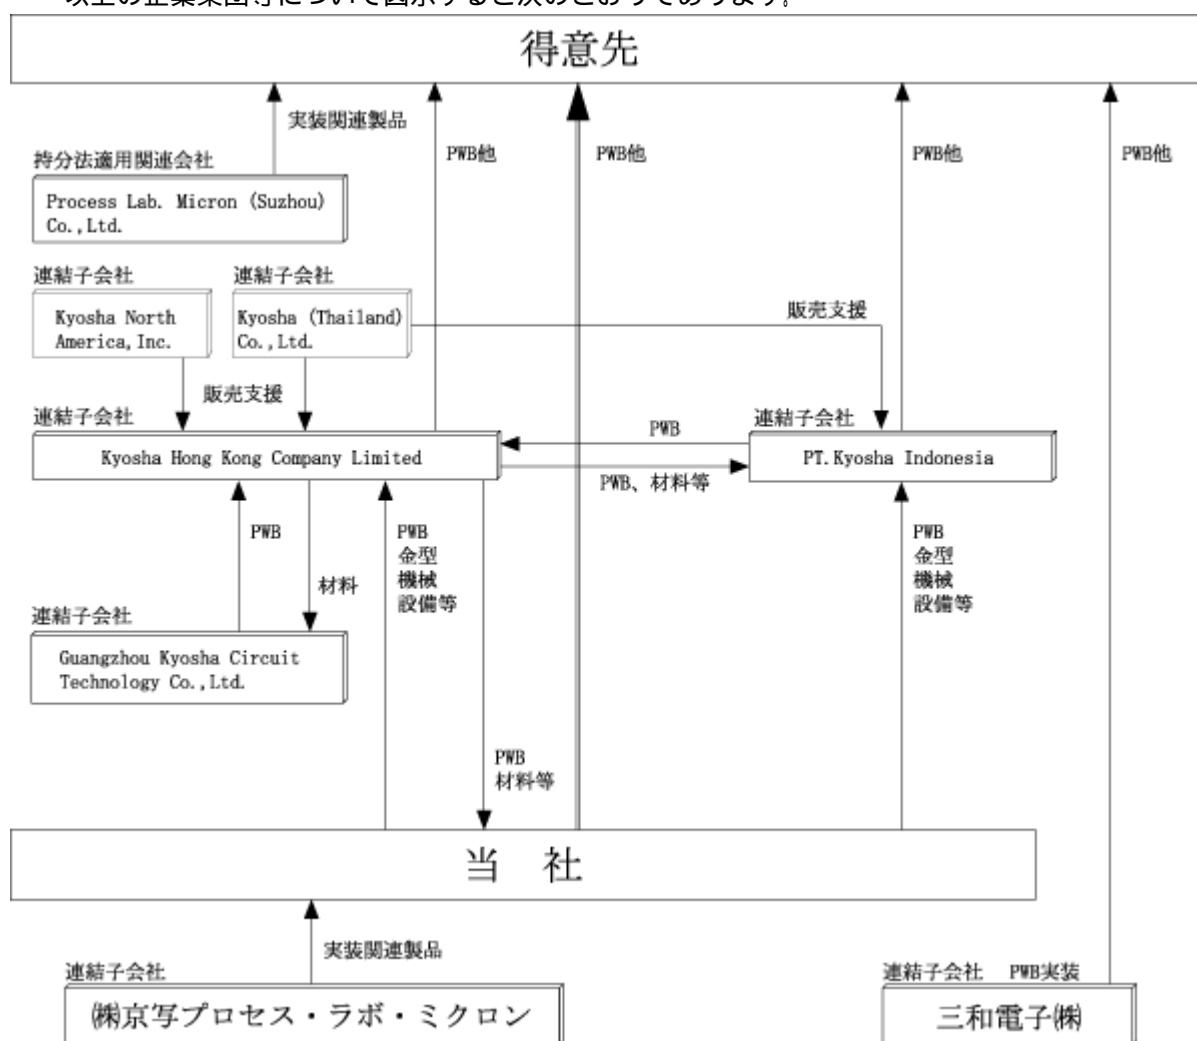 以上の企業集団等について図示すると次のとおりであります。
得意先
実装関連製品
PWB他
PWB他
PWB他
PWB他
持分法適用関連会社
Process Lab. Micron (Suzhou)
Co.,Ltd.
連結子会社
連結子会社
Kyosha North
America,Inc.
Kyosha (Thailand)
Co.,Ltd.
販売支援
販売支援
連結子会社
連結子会社
Kyosha Hong Kong Company Limited
PWB
PWB、材料等
PT.Kyosha Indonesia
PWB
材料
PWB
金型
機械
設備等
PWB
金型
機械
設備等
連結子会社
Guangzhou Kyosha Circuit
Technology Co.,Ltd.
PWB
材料等
当 社
実装関連製品
連結子会社
㈱京写プロセス・ラボ・ミクロン
連結子会社 PWB実装
三和電子㈱